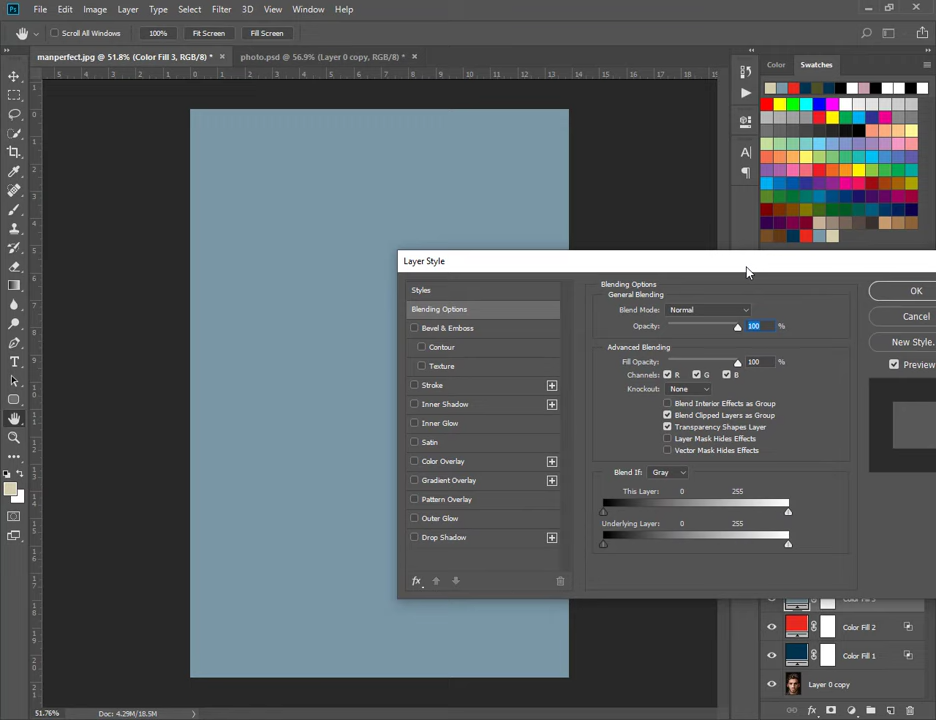 Ps File Edit Image Layer Type Select Filter 3D View Window Help
Scroll All Windows 100% Fit Screen Fill Screen
manperfect.jpg @ 51.8% (Color Fill 3, RGB/8) * × photo.psd @ 56.9% (Layer 0 copy, RGB/8) * ×
Color Swatches
Layer Style
Styles
Blending Options
Bevel & Emboss
Contour
Texture
Stroke
Inner Shadow
Inner Glow
Satin
Color Overlay
Gradient Overlay
Pattern Overlay
Outer Glow
Drop Shadow
fx
Blending Options
General Blending
Blend Mode: Normal
Opacity: 100 %
Advanced Blending
Fill Opacity: 100 %
Channels: R G B
Knockout: None
Blend Interior Effects as Group
Blend Clipped Layers as Group
Transparency Shapes Layer
Layer Mask Hides Effects
Vector Mask Hides Effects
Blend If: Gray
This Layer: 0 255
Underlying Layer: 0 255
OK
Cancel
New Style..
Preview
Color Fill 2
Color Fill 1
Layer 0 copy
51.76% Doc: 4.29M/18.5M